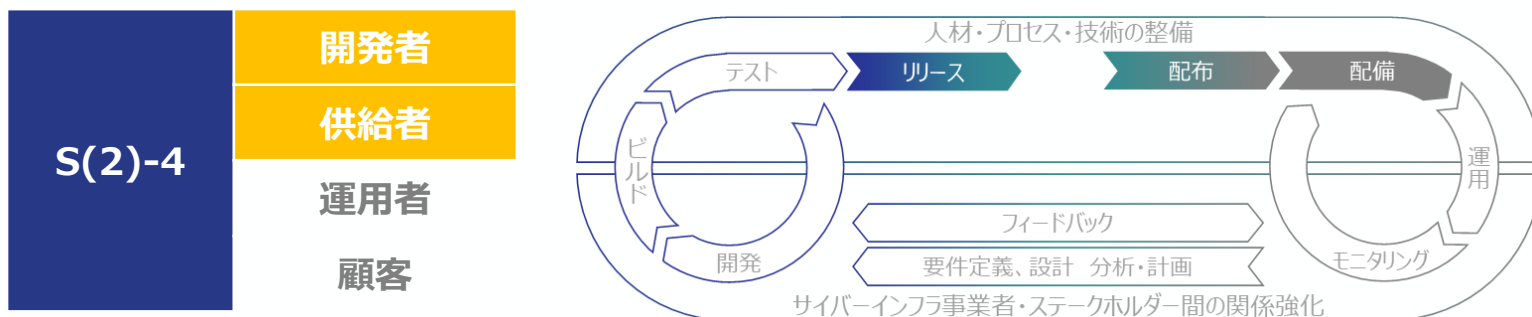 S(2)-4
開発者
供給者
運用者
顧客
人材・プロセス・技術の整備
テスト
リリース
配布
配備
ビルド
運用
フィードバック
開発
要件定義、設計 分析・計画
モニタリング
サイバーインフラ事業者・ステークホルダー間の関係強化